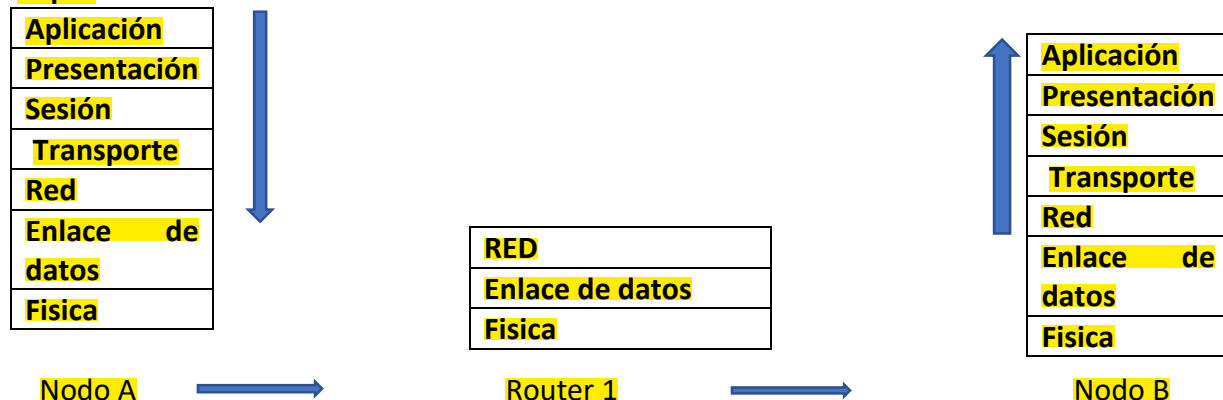 Aplicación
Presentación
Sesión
Transporte
Red
Enlace de
datos
Fisica
Nodo A
RED
Enlace de datos
Fisica
Router 1
Aplicación
Presentación
Sesión
Transporte
Red
Enlace de
datos
Fisica
Nodo B